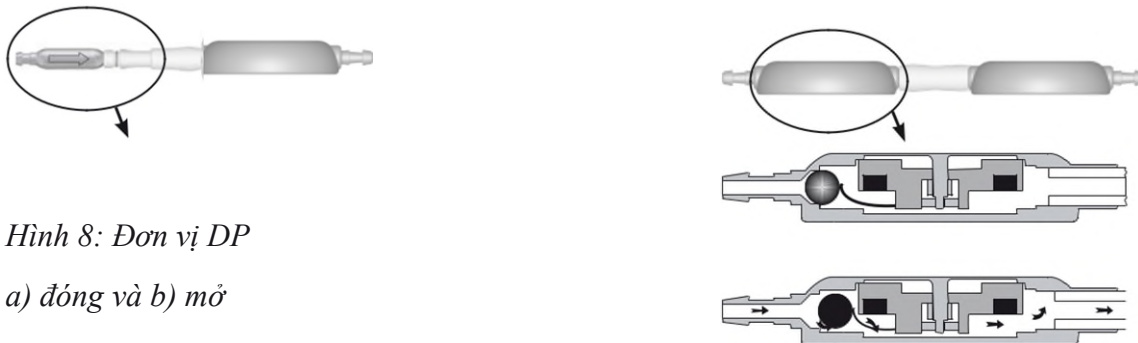 Hình 8: Đơn vị DP
a) đóng và b) mở